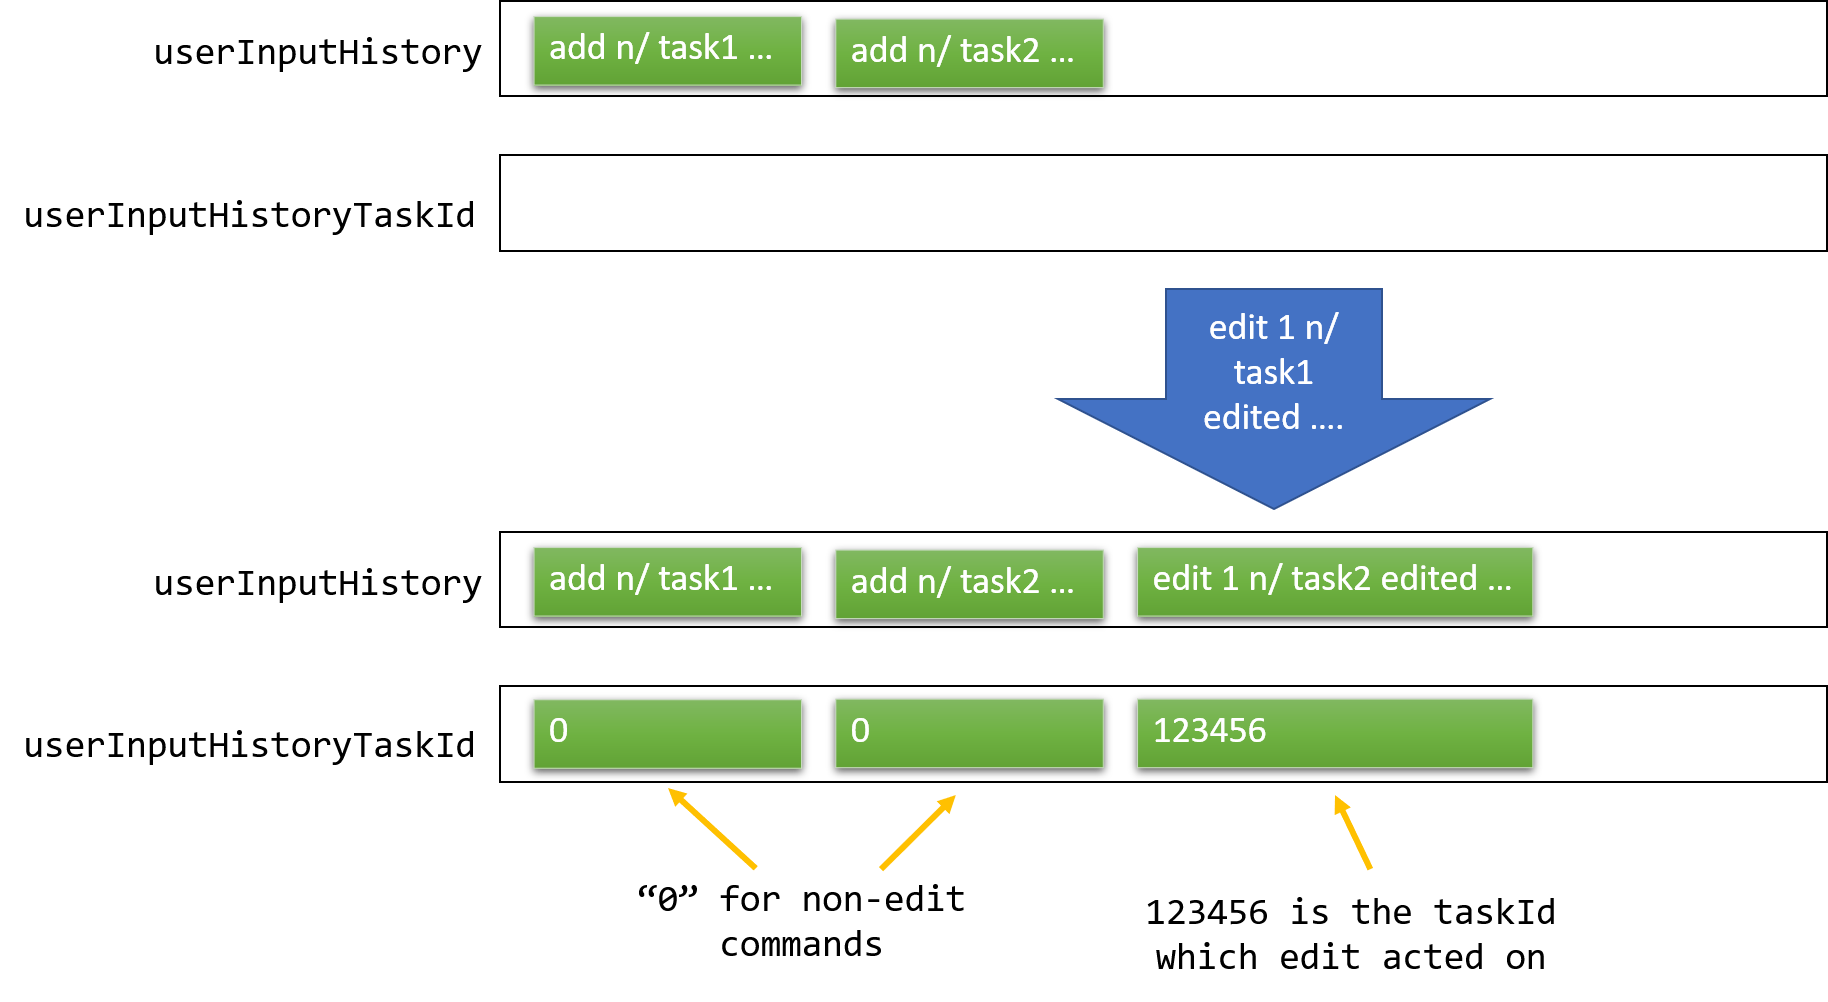 userInputHistory
add n/ task1 ...
add n/ task2 ...
userInputHistoryTaskId
edit 1 n/
task1
edited ....
userInputHistory
add n/ task1 ...
add n/ task2 ...
edit 1 n/ task2 edited ...
userInputHistoryTaskId
0
0
123456
“0” for non-edit
commands
123456 is the taskId
which edit acted on